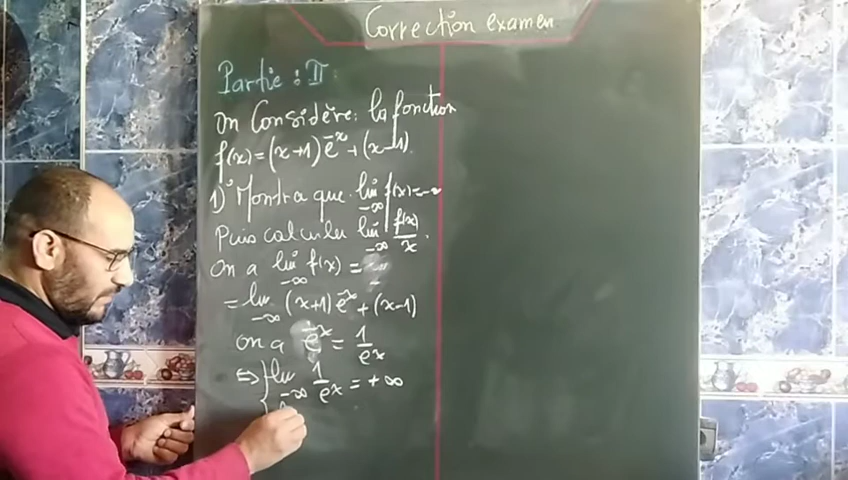 Correction examen
Partie : II :
On Considère : la fonction
f(x) = (x+1) e^-x + (x-1)
1)° Montra que lim f(x) = -∞
-∞
Puis calculer lim f(x)/x .
-∞
On a lim f(x) =
-∞
= lim (x+1) e^-x + (x-1)
-∞
on a e^-x = 1/e^x
⇔ { lim 1/e^x = +∞
-∞